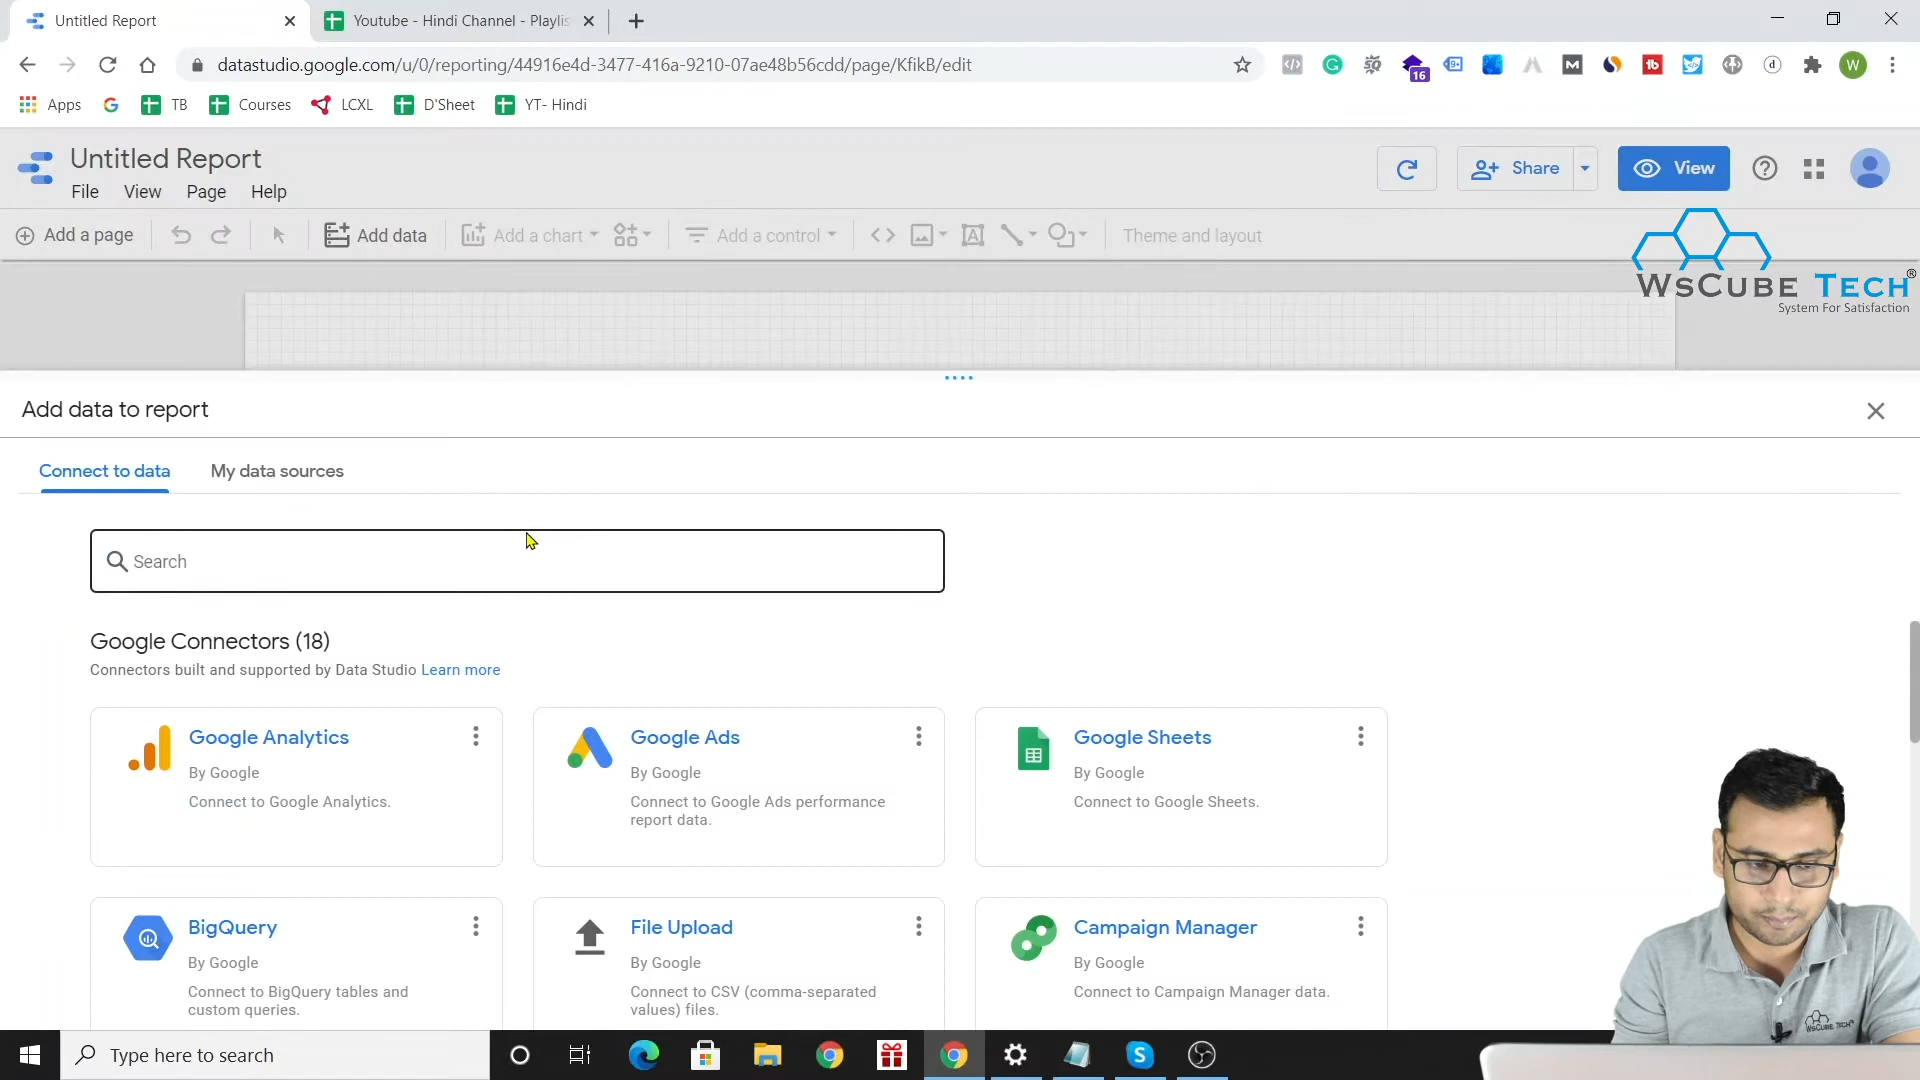 Untitled Report
Youtube - Hindi Channel - Playlis
datastudio.google.com/u/0/reporting/44916e4d-3477-416a-9210-07ae48b56cdd/page/KfikB/edit
16
W
Apps
TB
Courses
LCXL
D'Sheet
YT- Hindi
Untitled Report
File
View
Page
Help
Share
View
Add a page
Add data
Add a chart
Add a control
Theme and layout
WsCube Tech®
System For Satisfaction
Add data to report
Connect to data
My data sources
Search
Google Connectors (18)
Connectors built and supported by Data Studio Learn more
Google Analytics
By Google
Connect to Google Analytics.
Google Ads
By Google
Connect to Google Ads performance
report data.
Google Sheets
By Google
Connect to Google Sheets.
BigQuery
By Google
Connect to BigQuery tables and
custom queries.
File Upload
By Google
Connect to CSV (comma-separated
values) files.
Campaign Manager
By Google
Connect to Campaign Manager data.
WsCube Tech
Type here to search